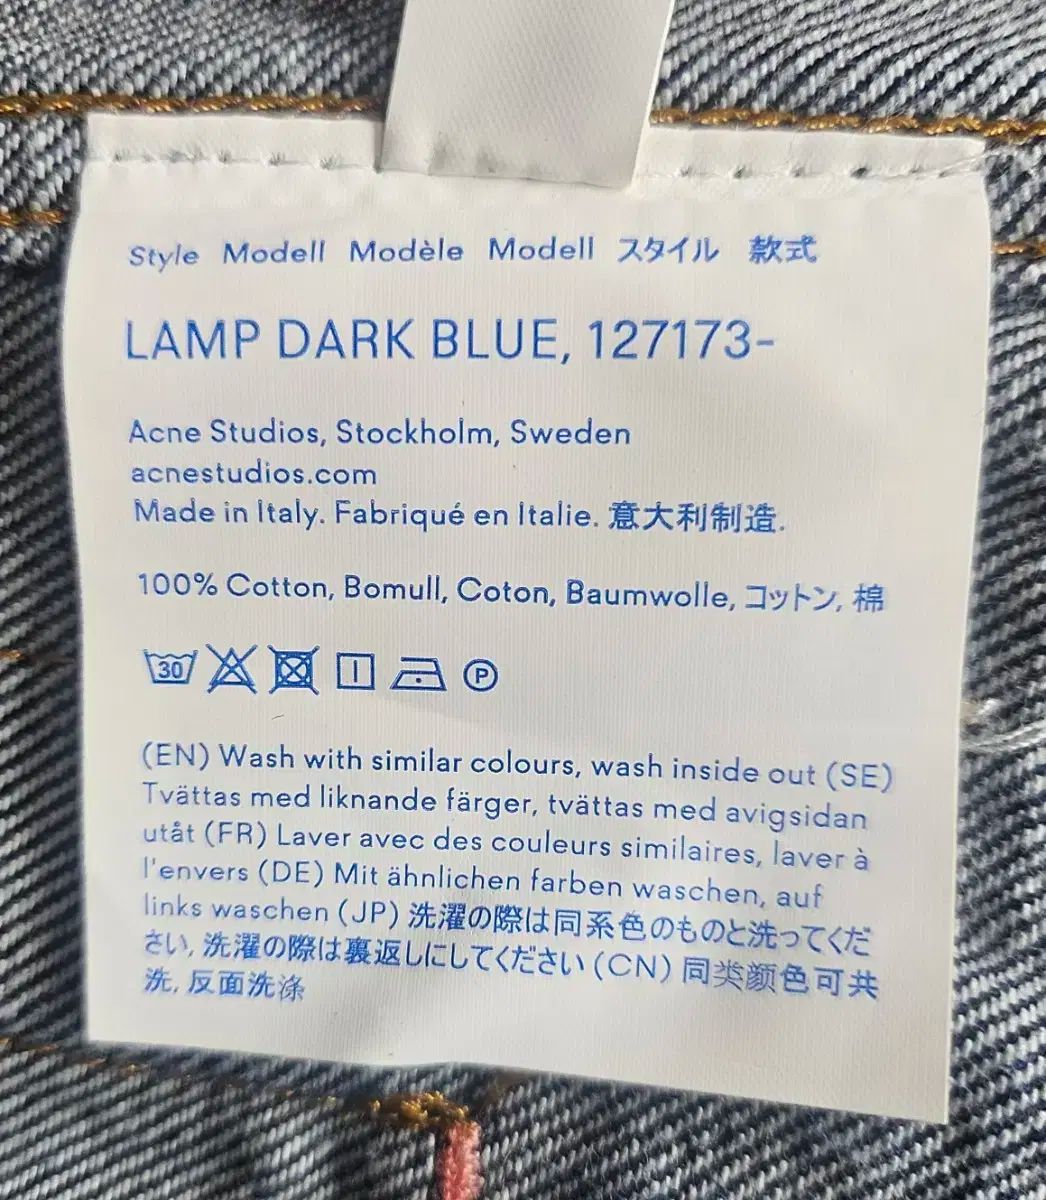 Style Modell Modèle Modell スタイル 款式
LAMP DARK BLUE, 127173-
Acne Studios, Stockholm, Sweden
acnestudios.com
Made in Italy. Fabriqué en Italie. 意大利制造.
100% Cotton, Bomull, Coton, Baumwolle, コットン, 棉
30 P
(EN) Wash with similar colours, wash inside out (SE)
Tvättas med liknande färger, tvättas med avigsidan
utåt (FR) Laver avec des couleurs similaires, laver à
l'envers (DE) Mit ähnlichen farben waschen, auf
links waschen (JP) 洗濯の際は同系色のものと洗ってくだ
さい, 洗濯の際は裏返しにしてください (CN) 同类颜色可共
洗, 反面洗涤